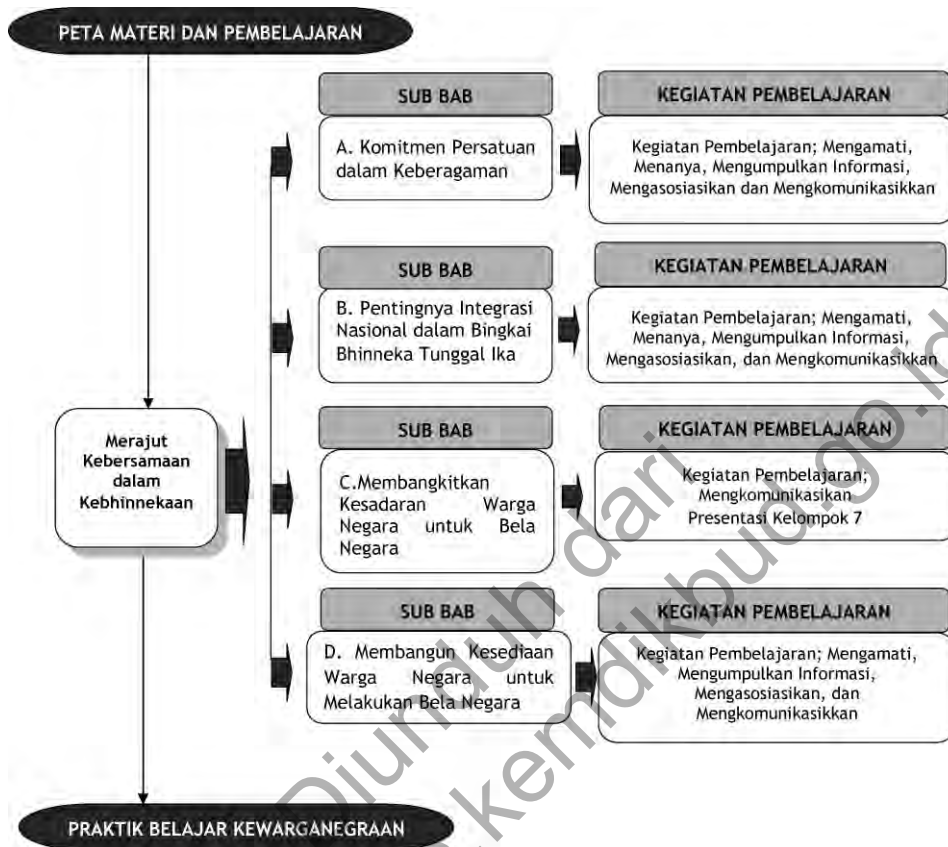 PETA MATERI DAN PEMBELAJARAN
SUB BAB
KEGIATAN PEMBELAJARAN
A. Komitmen Persatuan
dalam Keberagaman
Kegiatan Pembelajaran; Mengamati,
Menanya, Mengumpulkan Informasi,
Mengasosiasikan dan Mengkomunikasikkan
SUB BAB
KEGIATAN PEMBELAJARAN
B. Pentingnya Integrasi
Nasional dalam Bingkai
Bhinneka Tunggal Ika
Kegiatan Pembelajaran; Mengamati,
Menanya, Mengumpulkan Informasi,
Mengasosiasikan, dan Mengkomunikasikkan
Merajut
Kebersamaan
dalam
Kebhinnekaan
SUB BAB
KEGIATAN PEMBELAJARAN
C.Membangkitkan
Kesadaran Warga
Negara untuk Bela
Negara
Kegiatan Pembelajaran;
Mengkomunikasikan
Presentasi Kelompok 7
SUB BAB
KEGIATAN PEMBELAJARAN
D. Membangun Kesediaan
Warga Negara untuk
Melakukan Bela Negara
Kegiatan Pembelajaran; Mengamati,
Mengumpulkan Informasi,
Mengasosiasikan, dan
Mengkomunikasikkan
PRAKTIK BELAJAR KEWARGANEGRAAN
Diunduh dari
kemdikbud.go.id